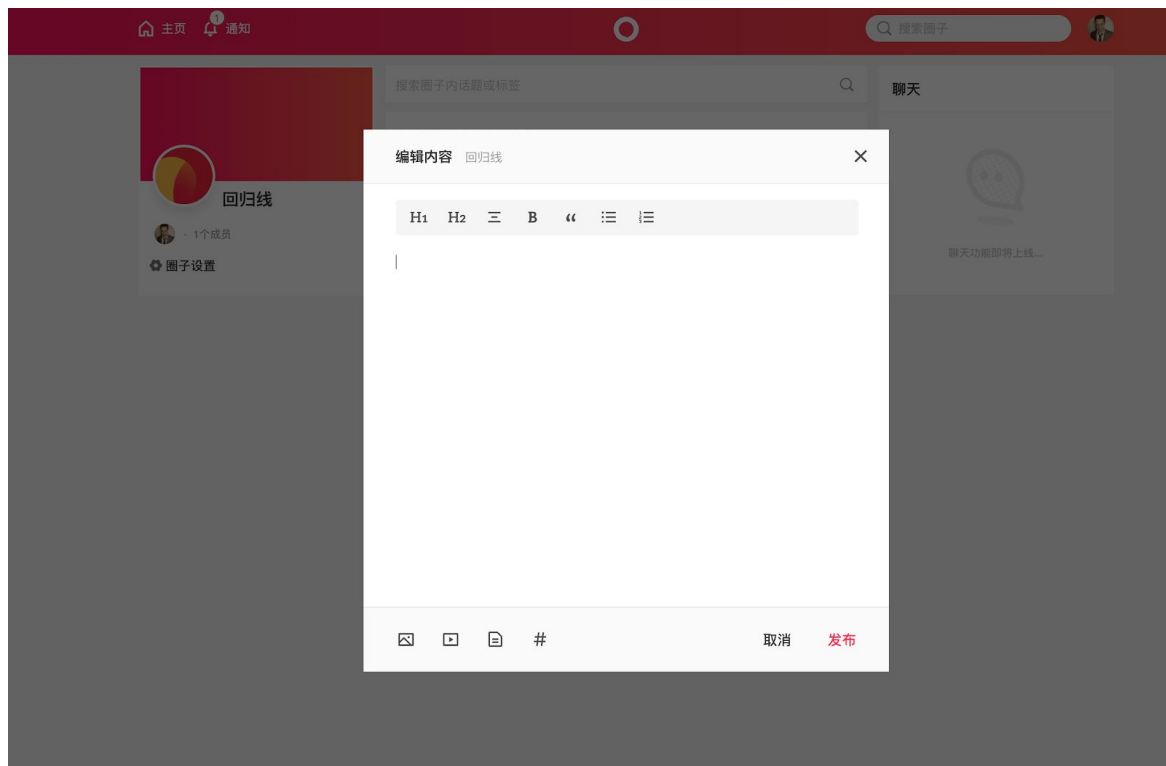 主页 1 通知 搜索圈子
搜索圈子内话题或标签
聊天
编辑内容 回归线
回归线
H1 H2 B “
1个成员
圈子设置
聊天功能即将上线...
# 取消 发布